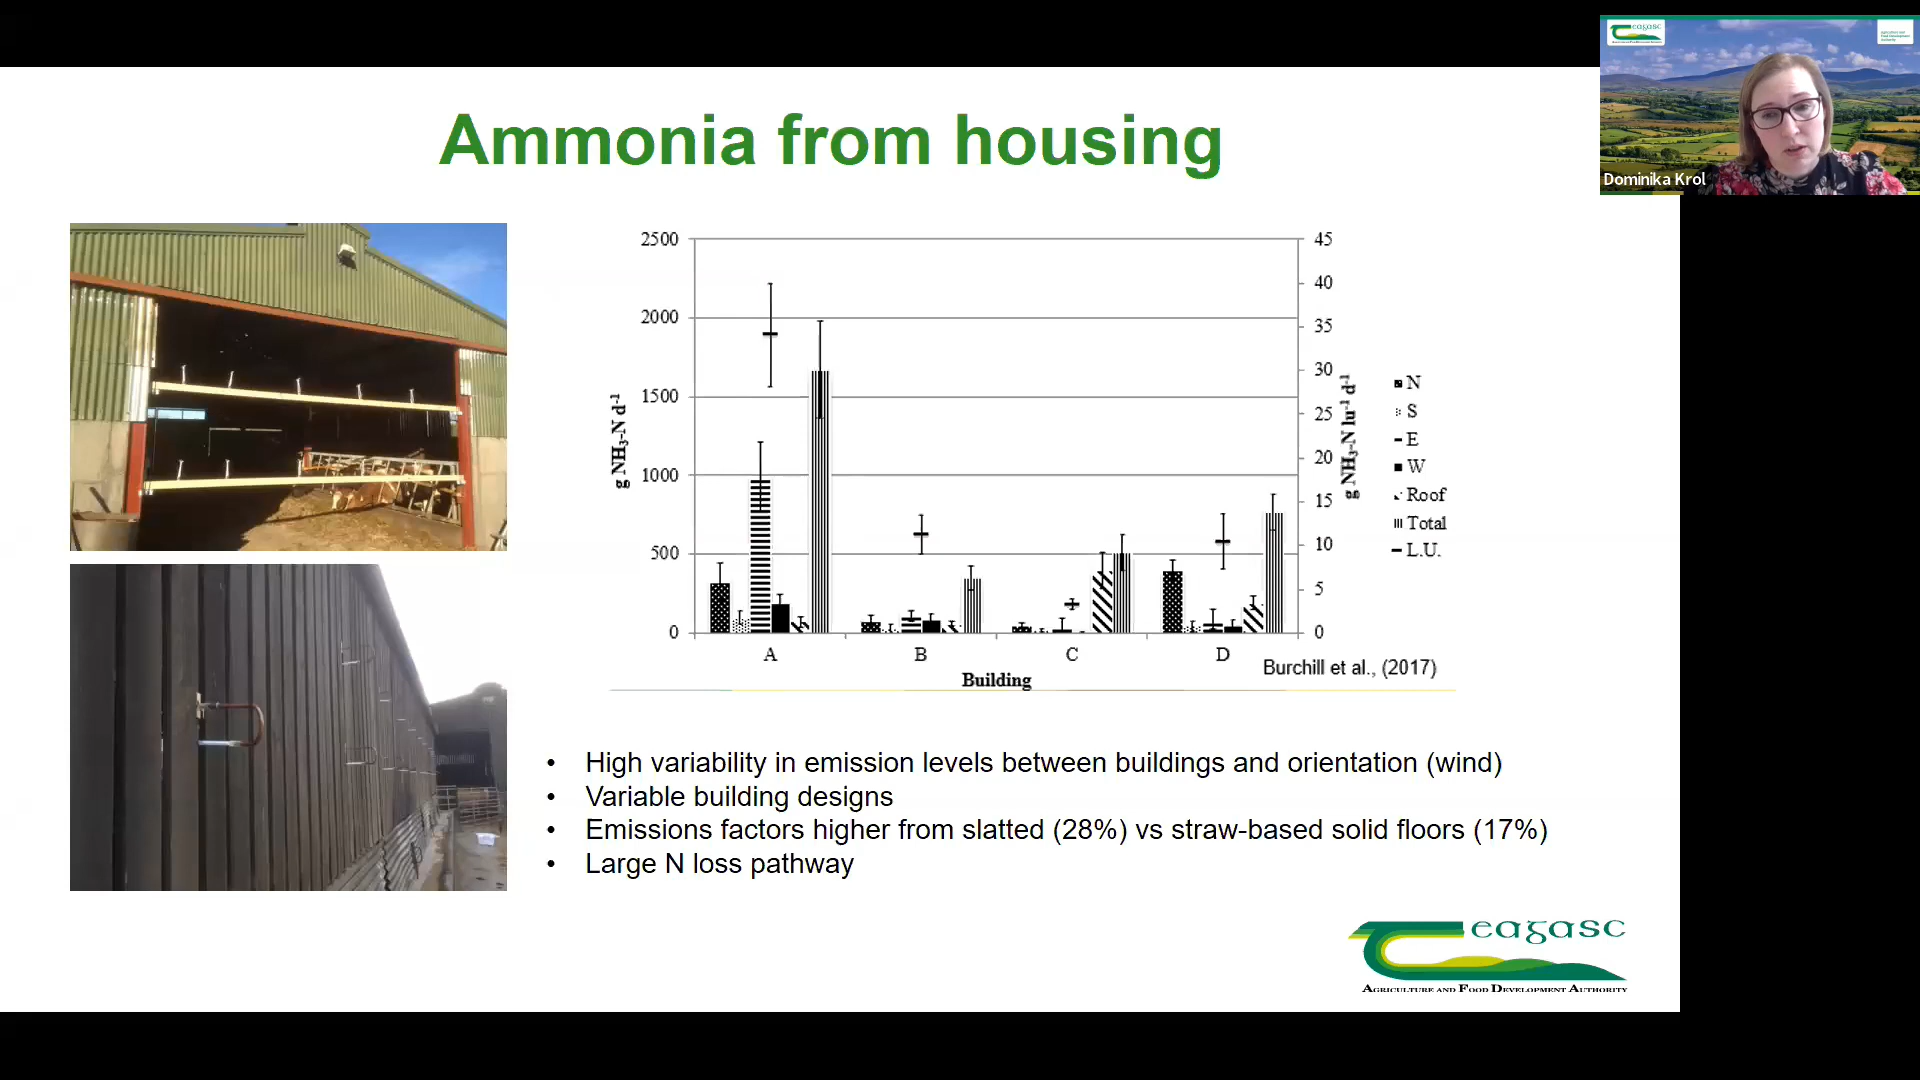 eagasc
Dominika Krol
Ammonia from housing
2500
2000
1500
1000
500
0
g NH3-N d-1
45
40
35
30
25
20
15
10
5
0
g NH3-N lu-1 d-1
N
S
E
W
Roof
Total
L.U.
A
B
C
D
Building
Burchill et al., (2017)
• High variability in emission levels between buildings and orientation (wind)
• Variable building designs
• Emissions factors higher from slatted (28%) vs straw-based solid floors (17%)
• Large N loss pathway
eagasc
AGRICULTURE AND FOOD DEVELOPMENT AUTHORITY